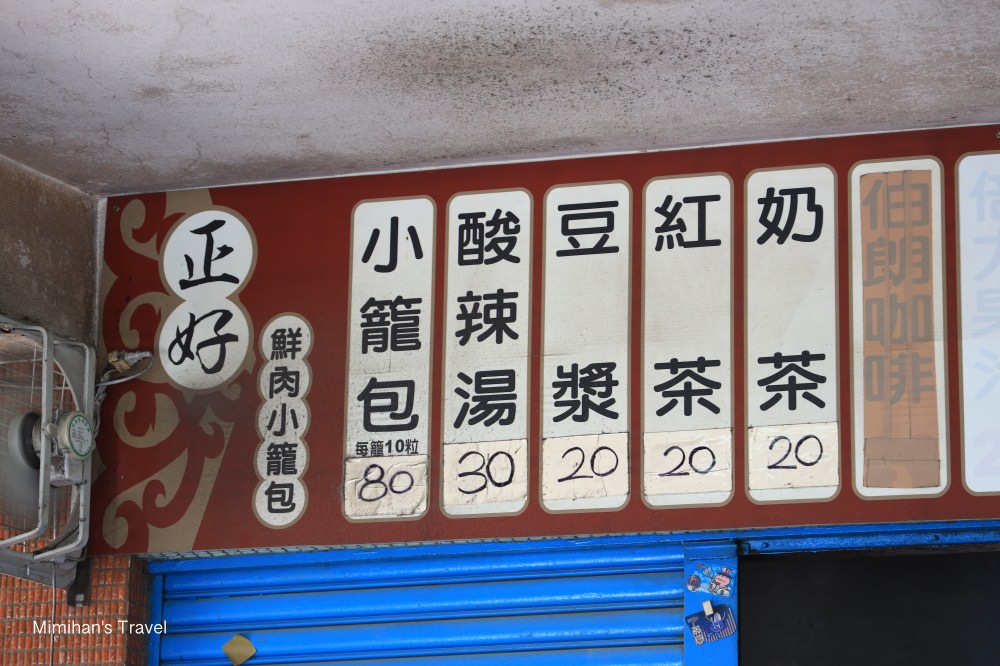 正好
鮮肉小籠包
小籠包
每籠10粒
80
酸辣湯
30
豆漿
20
紅茶
20
奶茶
20
伯朗咖啡
Mimihan's Travel